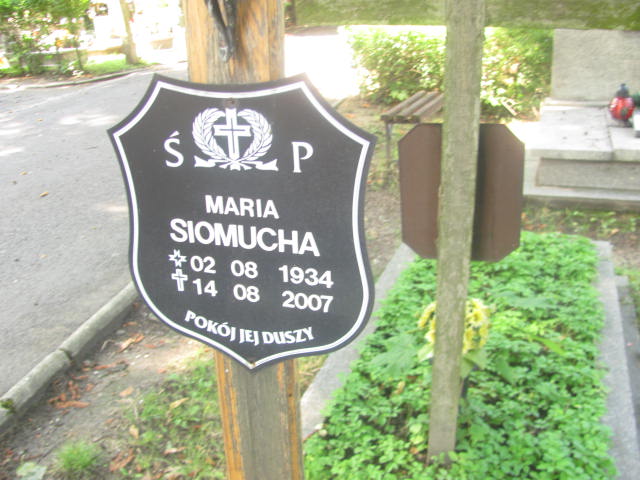 Ś P
MARIA
SIOMUCHA
02 08 1934
14 08 2007
POKÓJ JEJ DUSZY